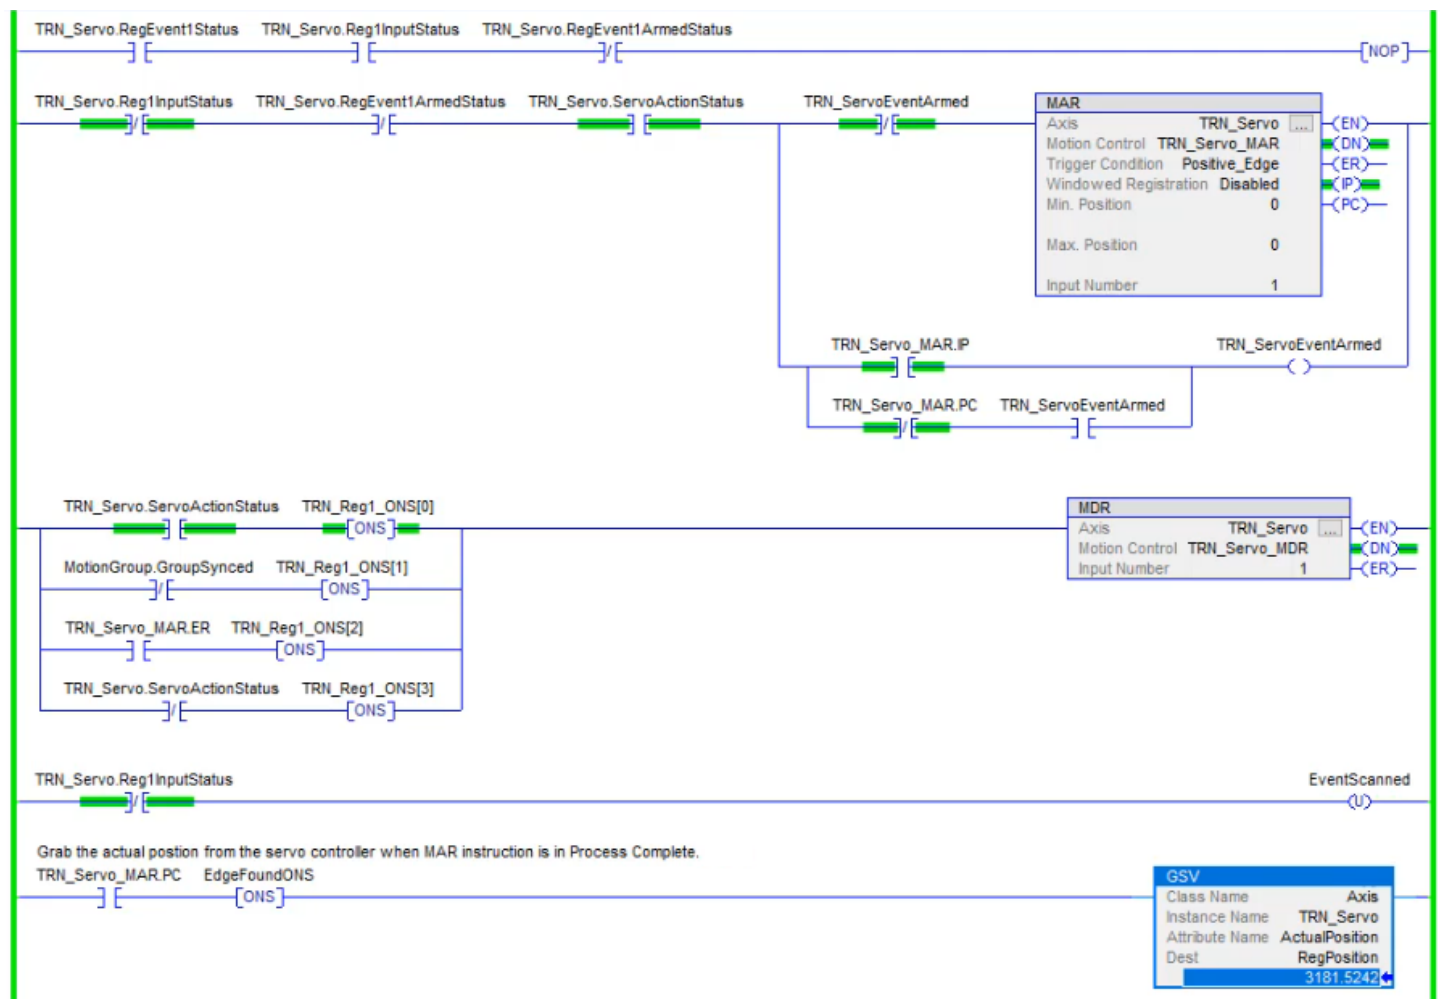 TRN_Servo.RegEvent1Status TRN_Servo.Reg1InputStatus TRN_Servo.RegEvent1ArmedStatus
NOP
TRN_Servo.Reg1InputStatus TRN_Servo.RegEvent1ArmedStatus TRN_Servo.ServoActionStatus TRN_ServoEventArmed
MAR
Axis TRN_Servo ...
Motion Control TRN_Servo_MAR
Trigger Condition Positive_Edge
Windowed Registration Disabled
Min. Position 0
Max. Position 0
Input Number 1
EN
DN
ER
IP
PC
TRN_Servo_MAR.IP TRN_ServoEventArmed
TRN_Servo_MAR.PC TRN_ServoEventArmed
TRN_Servo.ServoActionStatus TRN_Reg1_ONS[0]
ONS
MotionGroup.GroupSynced TRN_Reg1_ONS[1]
ONS
TRN_Servo_MAR.ER TRN_Reg1_ONS[2]
ONS
TRN_Servo.ServoActionStatus TRN_Reg1_ONS[3]
ONS
MDR
Axis TRN_Servo ...
Motion Control TRN_Servo_MDR
Input Number 1
EN
DN
ER
TRN_Servo.Reg1InputStatus EventScanned
U
Grab the actual postion from the servo controller when MAR instruction is in Process Complete.
TRN_Servo_MAR.PC EdgeFoundONS
ONS
GSV
Class Name Axis
Instance Name TRN_Servo
Attribute Name ActualPosition
Dest RegPosition
3181.5242